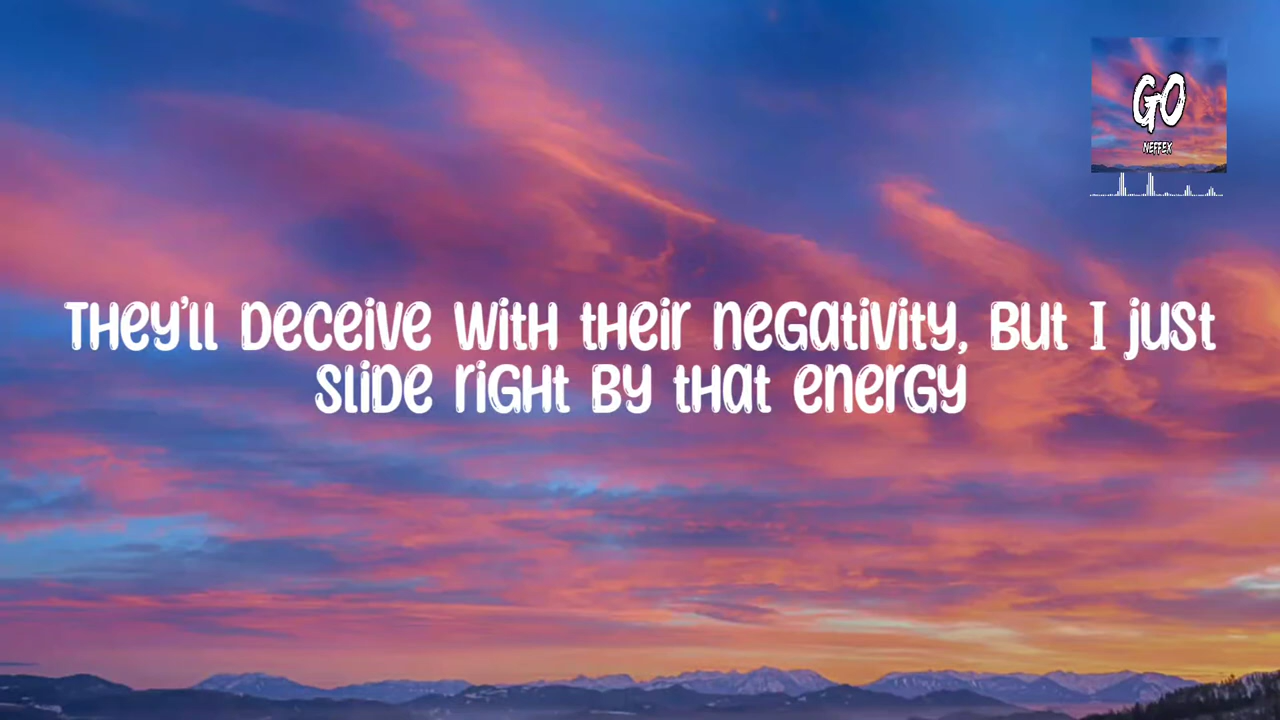 GO
NEFFEX
They'll deceive with their negativity, But I just
slide right by that energy